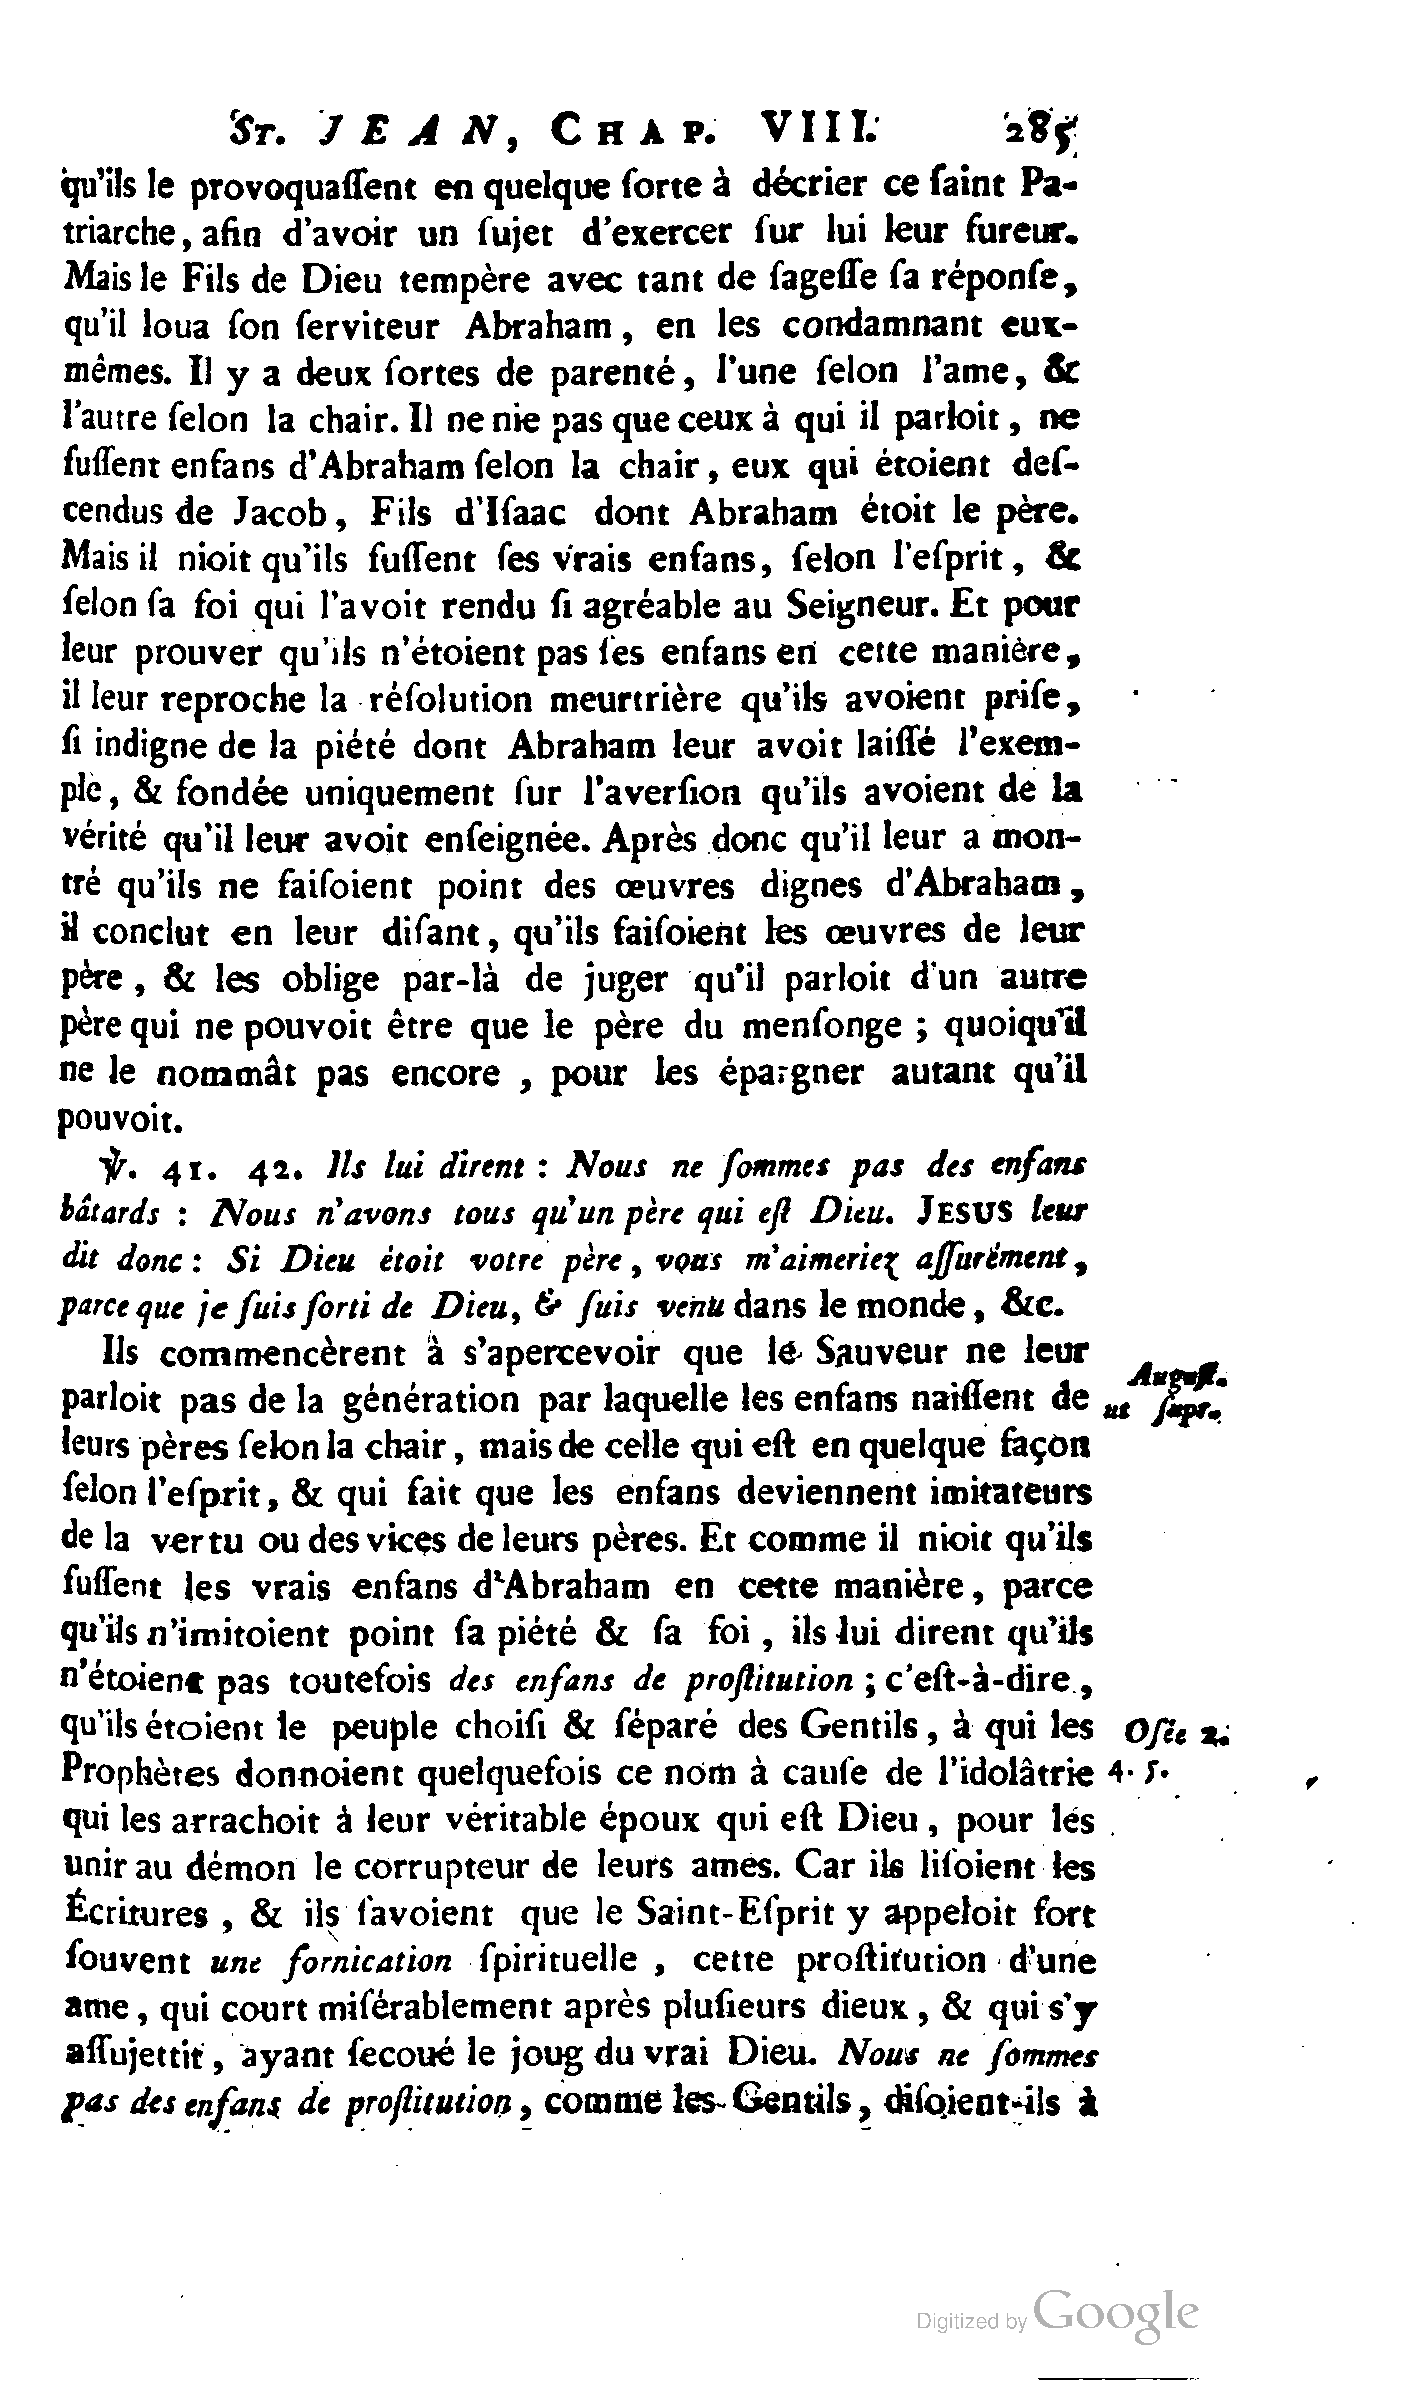 St. JEAN, CHAP. VIII. 285
qu'ils le provoquaſſent en quelque ſorte à décrier ce ſaint Pa-
triarche, afin d'avoir un ſujet d'exercer ſur lui leur fureur.
Mais le Fils de Dieu tempère avec tant de ſageſſe ſa réponſe,
qu'il loua ſon ſerviteur Abraham, en les condamnant eux-
mêmes. Il y a deux ſortes de parenté, l'une ſelon l'ame, &
l'autre ſelon la chair. Il ne nie pas que ceux à qui il parloit, ne
fuſſent enfans d'Abraham ſelon la chair, eux qui étoient deſ-
cendus de Jacob, Fils d'Iſaac dont Abraham étoit le père.
Mais il nioit qu'ils fuſſent ſes vrais enfans, ſelon l'eſprit, &
ſelon ſa foi qui l'avoit rendu ſi agréable au Seigneur. Et pour
leur prouver qu'ils n'étoient pas ſes enfans en cette manière,
il leur reproche la réſolution meurtrière qu'ils avoient priſe,
ſi indigne de la piété dont Abraham leur avoit laiſſé l'exem-
ple, & fondée uniquement ſur l'averſion qu'ils avoient de la
vérité qu'il leur avoit enſeignée. Après donc qu'il leur a mon-
tré qu'ils ne faiſoient point des œuvres dignes d'Abraham,
il conclut en leur diſant, qu'ils faiſoient les œuvres de leur
père, & les oblige par-là de juger qu'il parloit d'un autre
père qui ne pouvoit être que le père du menſonge ; quoiqu'il
ne le nommât pas encore, pour les épargner autant qu'il
pouvoit.
℣. 41. 42. Ils lui dirent : Nous ne ſommes pas des enfans
bâtards : Nous n'avons tous qu'un père qui eſt Dieu. JESUS leur
dit donc : Si Dieu étoit votre père, vous m'aimeriez aſſurément,
parce que je ſuis ſorti de Dieu, & ſuis venu dans le monde, &c.
Ils commencèrent à s'apercevoir que le Sauveur ne leur
parloit pas de la génération par laquelle les enfans naiſſent de
August.
ut ſupr.
leurs pères ſelon la chair, mais de celle qui eſt en quelque façon
ſelon l'eſprit, & qui fait que les enfans deviennent imitateurs
de la vertu ou des vices de leurs pères. Et comme il nioit qu'ils
fuſſent les vrais enfans d'Abraham en cette manière, parce
qu'ils n'imitoient point ſa piété & ſa foi, ils lui dirent qu'ils
n'étoient pas toutefois des enfans de proſtitution ; c'eſt-à-dire,
qu'ils étoient le peuple choiſi & ſéparé des Gentils, à qui les
Oſée 2.
Prophètes donnoient quelquefois ce nom à cauſe de l'idolâtrie
4. 5.
qui les arrachoit à leur véritable époux qui eſt Dieu, pour les
unir au démon le corrupteur de leurs ames. Car ils liſoient les
Écritures, & ils ſavoient que le Saint-Eſprit y appeloit fort
ſouvent une fornication ſpirituelle, cette proſtitution d'une
ame, qui court miſérablement après pluſieurs dieux, & qui s'y
aſſujettit, ayant ſecoué le joug du vrai Dieu. Nous ne ſommes
pas des enfans de proſtitution, comme les Gentils, diſoient-ils à
Digitized by Google